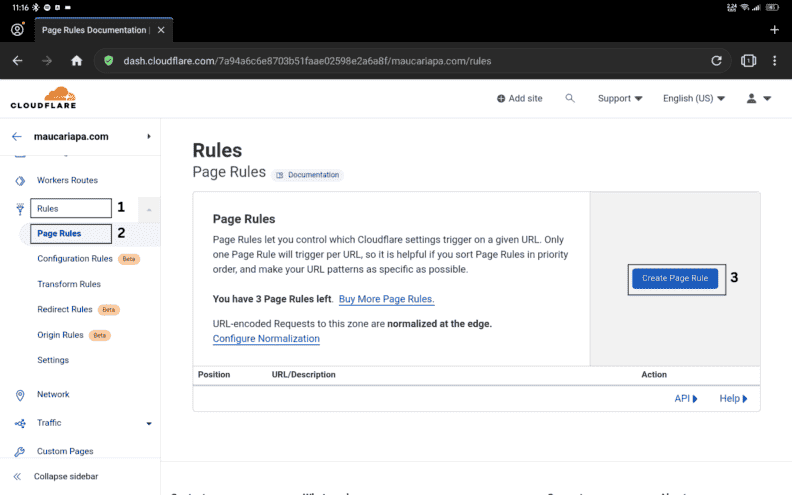 11:16
2,24
Page Rules Documentation |
dash.cloudflare.com/7a94a6c6e8703b51faae02598e2a6a8f/maucariapa.com/rules
CLOUDFLARE
Add site
Support
English (US)
maucariapa.com
Workers Routes
Rules
1
Page Rules
2
Configuration Rules Beta
Transform Rules
Redirect Rules Beta
Origin Rules Beta
Settings
Network
Traffic
Custom Pages
Collapse sidebar
Rules
Page Rules
Documentation
Page Rules
Page Rules let you control which Cloudflare settings trigger on a given URL. Only
one Page Rule will trigger per URL, so it is helpful if you sort Page Rules in priority
order, and make your URL patterns as specific as possible.
You have 3 Page Rules left. Buy More Page Rules.
URL-encoded Requests to this zone are normalized at the edge.
Configure Normalization
Create Page Rule
3
Position URL/Description Action
API Help